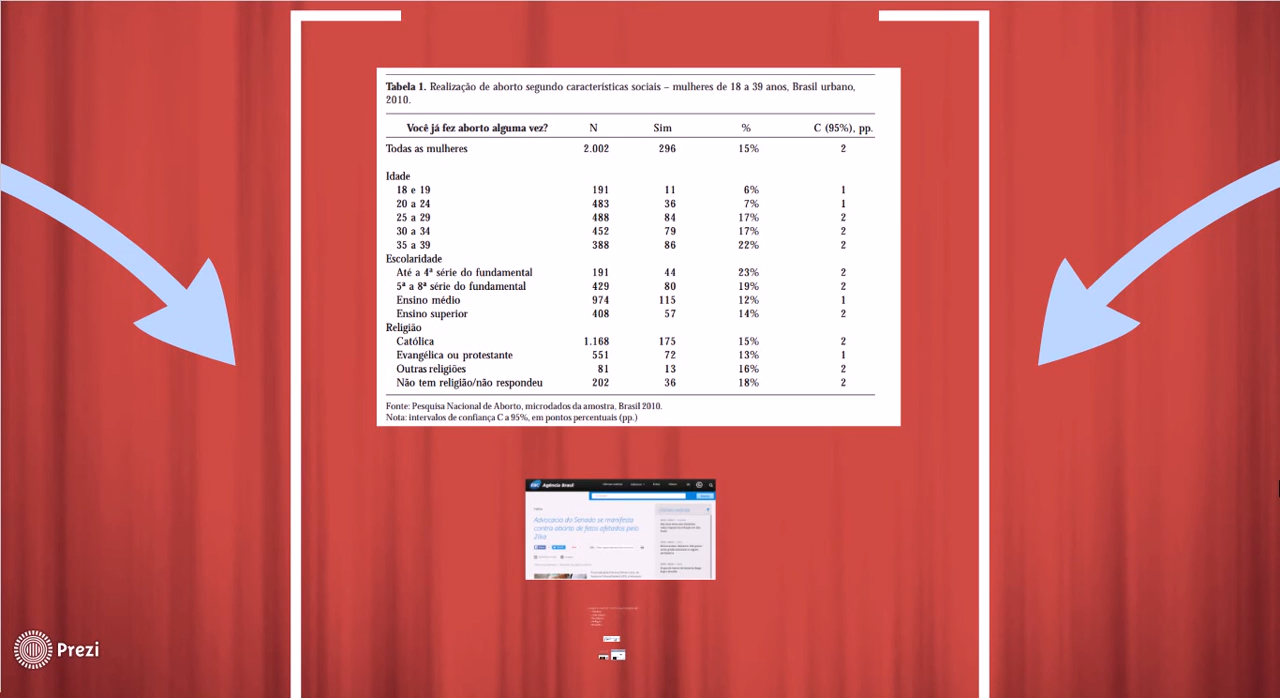 Tabela 1. Realização de aborto segundo características sociais – mulheres de 18 a 39 anos, Brasil urbano,
2010.
Você já fez aborto alguma vez? N Sim % C (95%), pp.
Todas as mulheres 2.002 296 15% 2
Idade
18 e 19 191 11 6% 1
20 a 24 483 36 7% 1
25 a 29 488 84 17% 2
30 a 34 452 79 17% 2
35 a 39 388 86 22% 2
Escolaridade
Até a 4ª série do fundamental 191 44 23% 2
5ª a 8ª série do fundamental 429 80 19% 2
Ensino médio 974 115 12% 1
Ensino superior 408 57 14% 2
Religião
Católica 1.168 175 15% 2
Evangélica ou protestante 551 72 13% 1
Outras religiões 81 13 16% 2
Não tem religião/não respondeu 202 36 18% 2
Fonte: Pesquisa Nacional de Aborto, microdados da amostra, Brasil 2010.
Nota: intervalos de confiança C a 95%, em pontos percentuais (pp.)
Agência Brasil
Advocacia do Senado se manifesta
contra aborto de fetos afetados pelo
Zika
Prezi